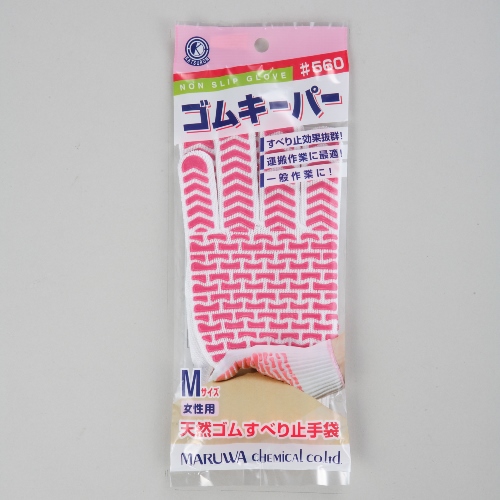 K
NON SLIP GLOVE
#560
ゴムキーパー
すべり止効果抜群!
運搬作業に最適!
一般作業に!
Mサイズ
女性用
天然ゴムすべり止手袋
MARUWA chemical co.ltd.